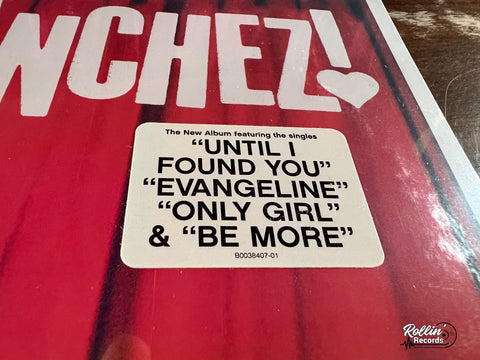 NCHEZ!
The New Album featuring the singles
“UNTIL I
FOUND YOU”
“EVANGELINE”
“ONLY GIRL”
& “BE MORE”
B0038407-01
Rollin'
Records